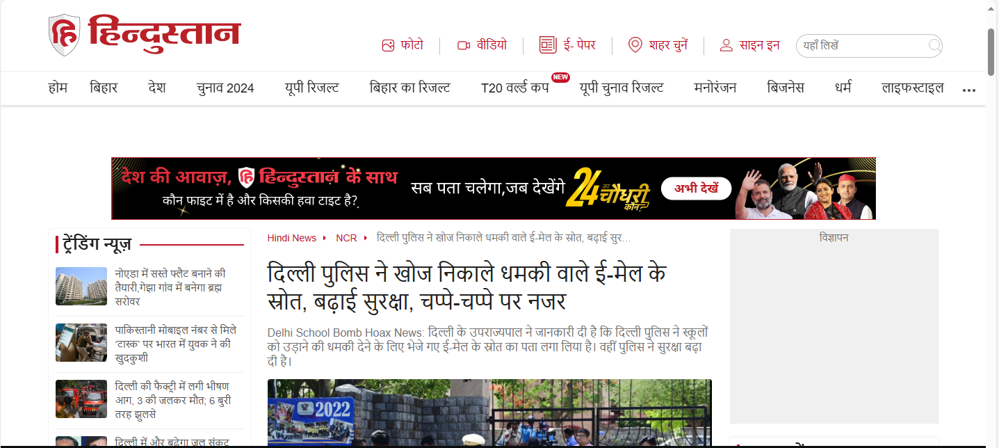 हि हिन्दुस्तान
फोटो वीडियो ई- पेपर शहर चुनें साइन इन यहाँ लिखें
होम बिहार देश चुनाव 2024 यूपी रिजल्ट बिहार का रिजल्ट T20 वर्ल्ड कप NEW यूपी चुनाव रिजल्ट मनोरंजन बिजनेस धर्म लाइफस्टाइल ...
देश की आवाज़, हि हिन्दुस्तान के साथ
कौन फाइट में है और किसकी हवा टाइट है?
सब पता चलेगा,जब देखेंगे
24 का चौधरी कौन?
अभी देखें
ट्रेंडिंग न्यूज़
नोएडा में सस्ते फ्लैट बनाने की
तैयारी,गेझा गांव में बनेगा ब्रह्म
सरोवर
पाकिस्तानी मोबाइल नंबर से मिले
'टास्क' पर भारत में युवक ने की
खुदकुशी
दिल्ली की फैक्ट्री में लगी भीषण
आग, 3 की जलकर मौत; 6 बुरी
तरह झुलसे
दिल्ली में और बढ़ेगा जल संकट
Hindi News NCR दिल्ली पुलिस ने खोज निकाले धमकी वाले ई-मेल के स्रोत, बढ़ाई सुर...
दिल्ली पुलिस ने खोज निकाले धमकी वाले ई-मेल के
स्रोत, बढ़ाई सुरक्षा, चप्पे-चप्पे पर नजर
Delhi School Bomb Hoax News: दिल्ली के उपराज्यपाल ने जानकारी दी है कि दिल्ली पुलिस ने स्कूलों
को उड़ाने की धमकी देने के लिए भेजे गए ई-मेल के स्रोत का पता लगा लिया है। वहीं पुलिस ने सुरक्षा बढ़ा
दी है।
2022
विज्ञापन